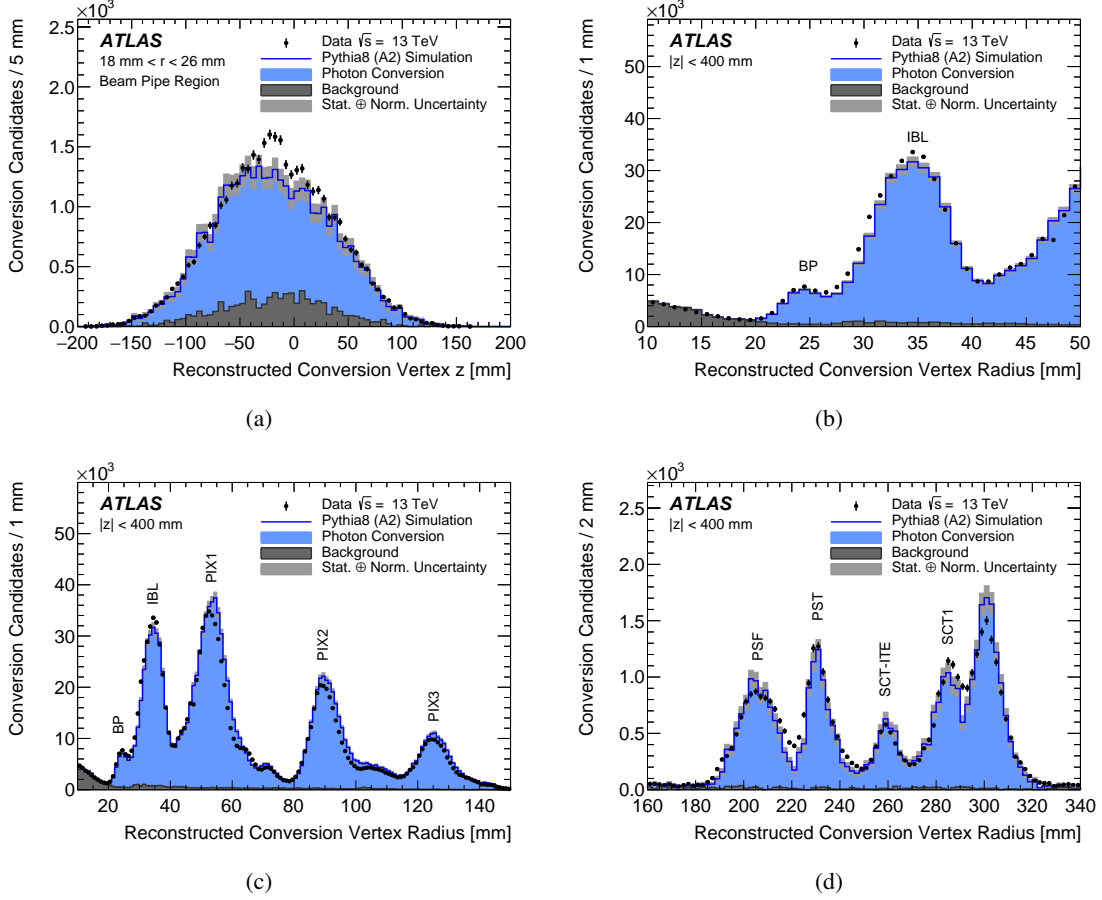 ×10³
ATLAS
18 mm < r < 26 mm
Beam Pipe Region
Data √s = 13 TeV
Pythia8 (A2) Simulation
Photon Conversion
Background
Stat. ⊕ Norm. Uncertainty
Conversion Candidates / 5 mm
2.5
2.0
1.5
1.0
0.5
0.0
−200 −150 −100 −50 0 50 100 150 200
Reconstructed Conversion Vertex z [mm]
(a)
×10³
ATLAS
|z| < 400 mm
Data √s = 13 TeV
Pythia8 (A2) Simulation
Photon Conversion
Background
Stat. ⊕ Norm. Uncertainty
Conversion Candidates / 1 mm
50
40
30
20
10
0
BP
IBL
10 15 20 25 30 35 40 45 50
Reconstructed Conversion Vertex Radius [mm]
(b)
×10³
ATLAS
|z| < 400 mm
Data √s = 13 TeV
Pythia8 (A2) Simulation
Photon Conversion
Background
Stat. ⊕ Norm. Uncertainty
Conversion Candidates / 1 mm
50
40
30
20
10
0
BP
IBL
PIX1
PIX2
PIX3
20 40 60 80 100 120 140
Reconstructed Conversion Vertex Radius [mm]
(c)
×10³
ATLAS
|z| < 400 mm
Data √s = 13 TeV
Pythia8 (A2) Simulation
Photon Conversion
Background
Stat. ⊕ Norm. Uncertainty
Conversion Candidates / 2 mm
2.5
2.0
1.5
1.0
0.5
0.0
PSF
PST
SCT-ITE
SCT1
160 180 200 220 240 260 280 300 320 340
Reconstructed Conversion Vertex Radius [mm]
(d)